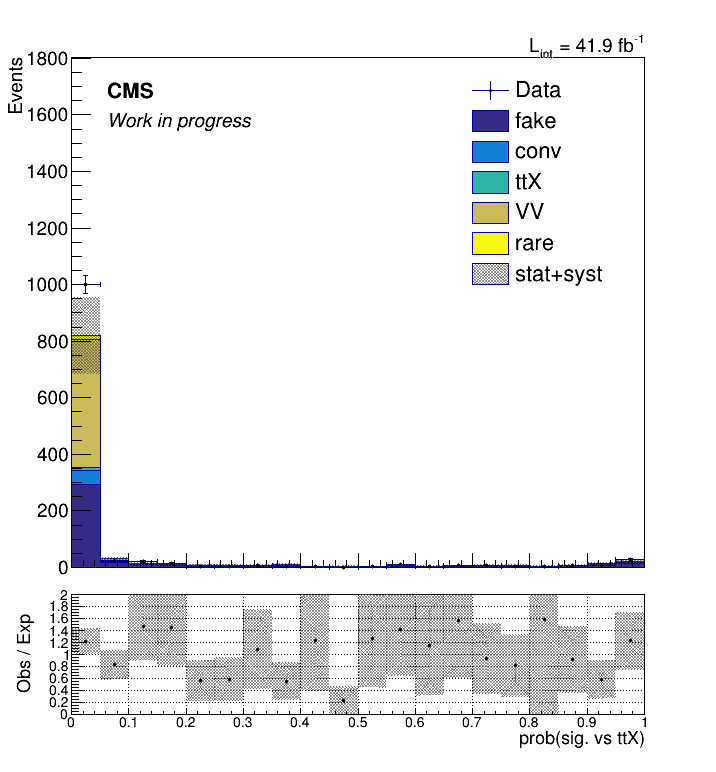 L_int = 41.9 fb^-1
Events
1800
1600
1400
1200
1000
800
600
400
200
0
CMS
Work in progress
Data
fake
conv
ttX
VV
rare
stat+syst
Obs / Exp
2
1.8
1.6
1.4
1.2
1
0.8
0.6
0.4
0.2
0
0 0.1 0.2 0.3 0.4 0.5 0.6 0.7 0.8 0.9 1
prob(sig. vs ttX)